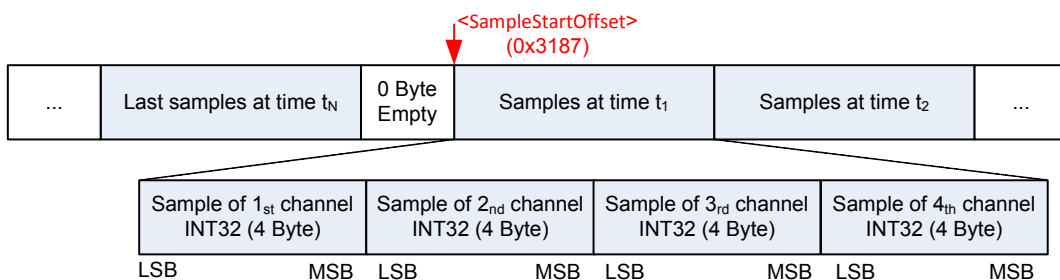 <SampleStartOffset>
(0x3187)
...
Last samples at time tN
0 Byte
Empty
Samples at time t1
Samples at time t2
...
Sample of 1st channel
INT32 (4 Byte)
Sample of 2nd channel
INT32 (4 Byte)
Sample of 3rd channel
INT32 (4 Byte)
Sample of 4th channel
INT32 (4 Byte)
LSB MSB LSB MSB LSB MSB LSB MSB